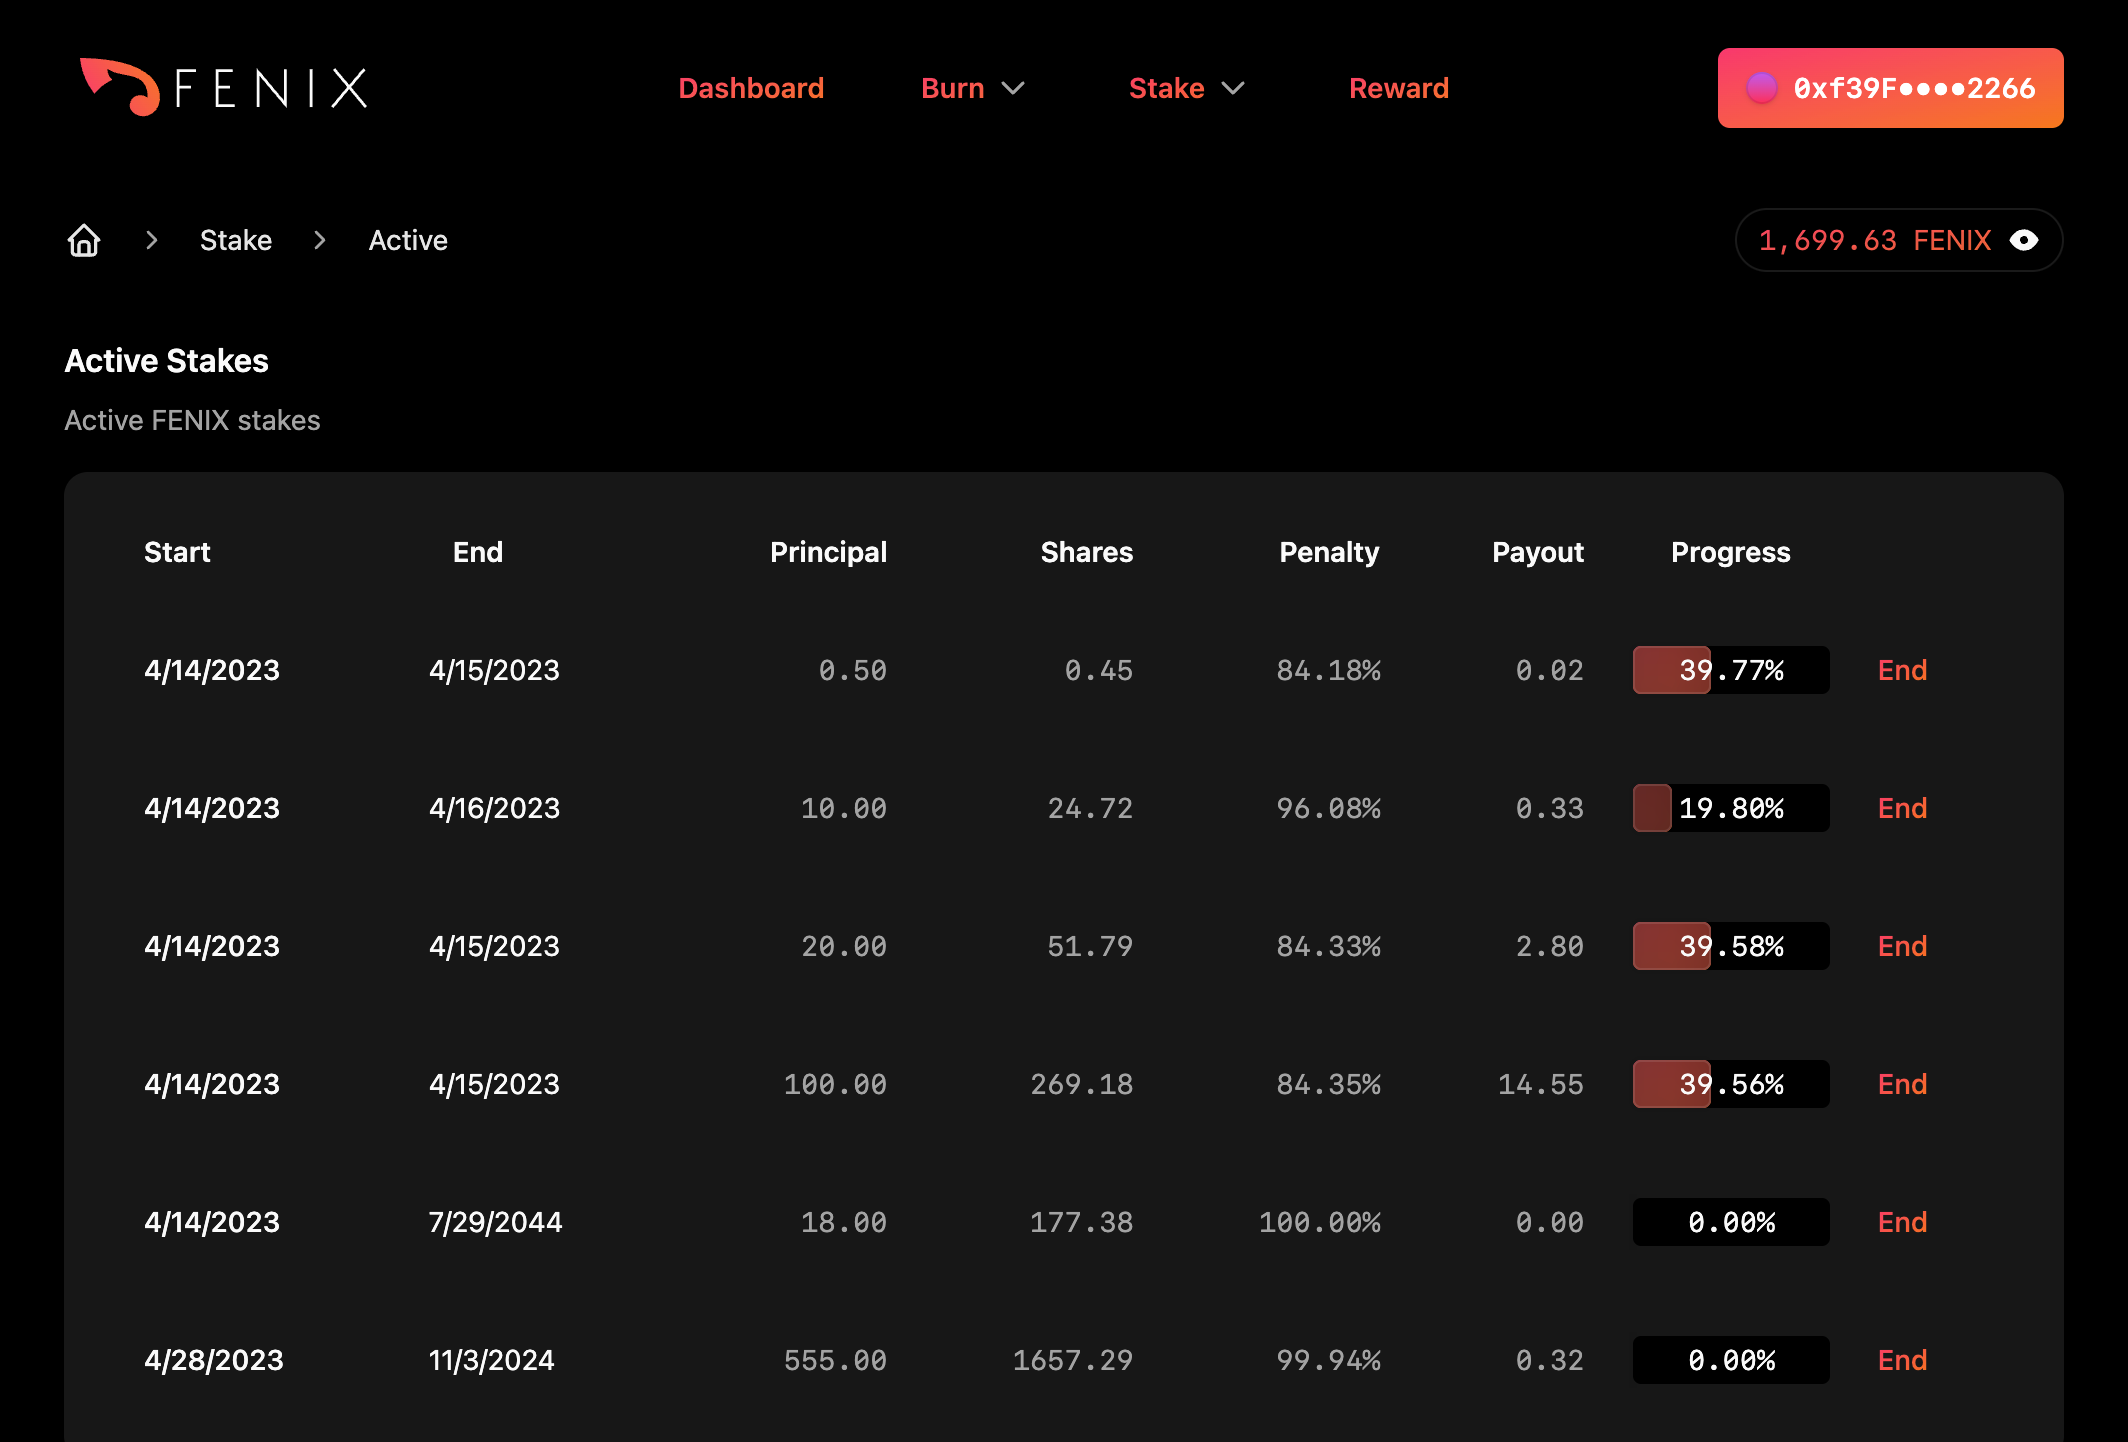 FENIX Dashboard Burn Stake Reward 0xf39F••••2266
Stake Active 1,699.63 FENIX
Active Stakes
Active FENIX stakes
Start End Principal Shares Penalty Payout Progress
4/14/2023 4/15/2023 0.50 0.45 84.18% 0.02 39.77% End
4/14/2023 4/16/2023 10.00 24.72 96.08% 0.33 19.80% End
4/14/2023 4/15/2023 20.00 51.79 84.33% 2.80 39.58% End
4/14/2023 4/15/2023 100.00 269.18 84.35% 14.55 39.56% End
4/14/2023 7/29/2044 18.00 177.38 100.00% 0.00 0.00% End
4/28/2023 11/3/2024 555.00 1657.29 99.94% 0.32 0.00% End